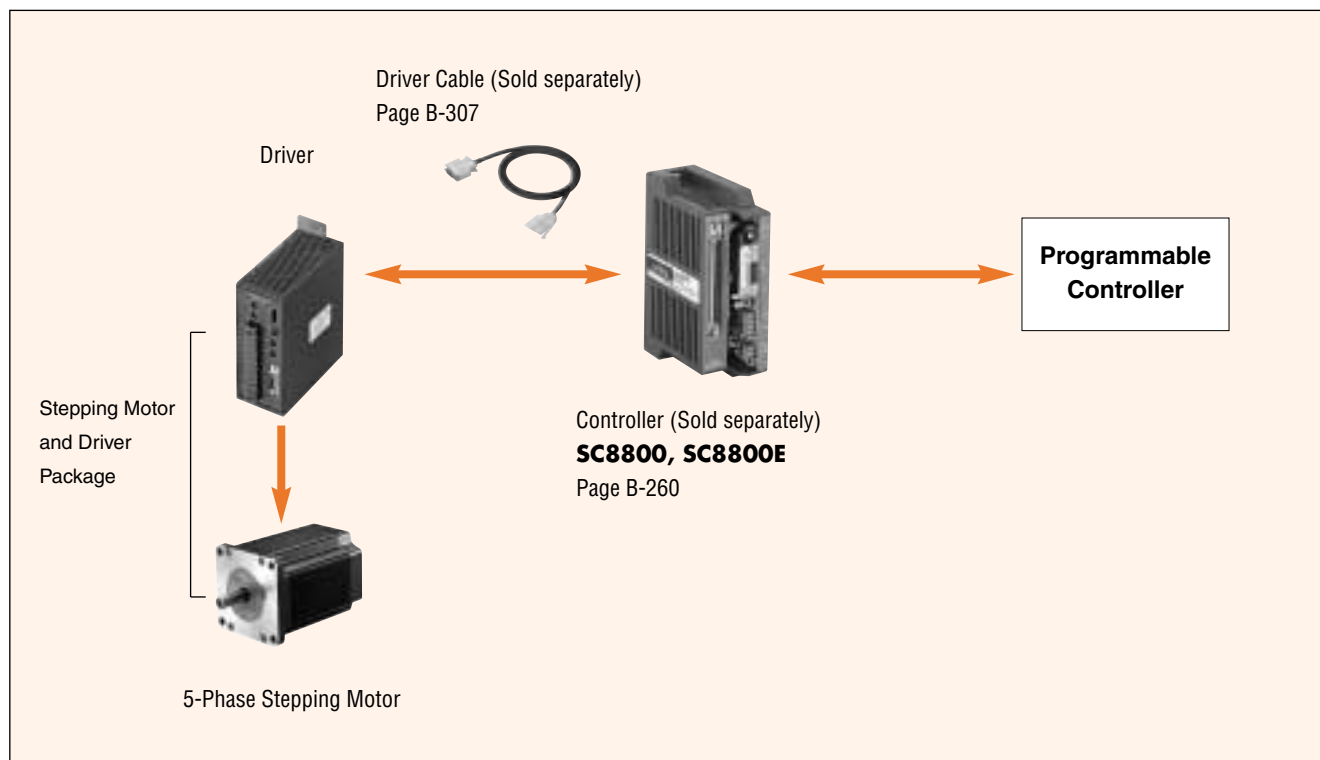 Driver Cable (Sold separately)
Page B-307
Driver
Programmable
Controller
Stepping Motor
and Driver
Package
Controller (Sold separately)
SC8800, SC8800E
Page B-260
5-Phase Stepping Motor